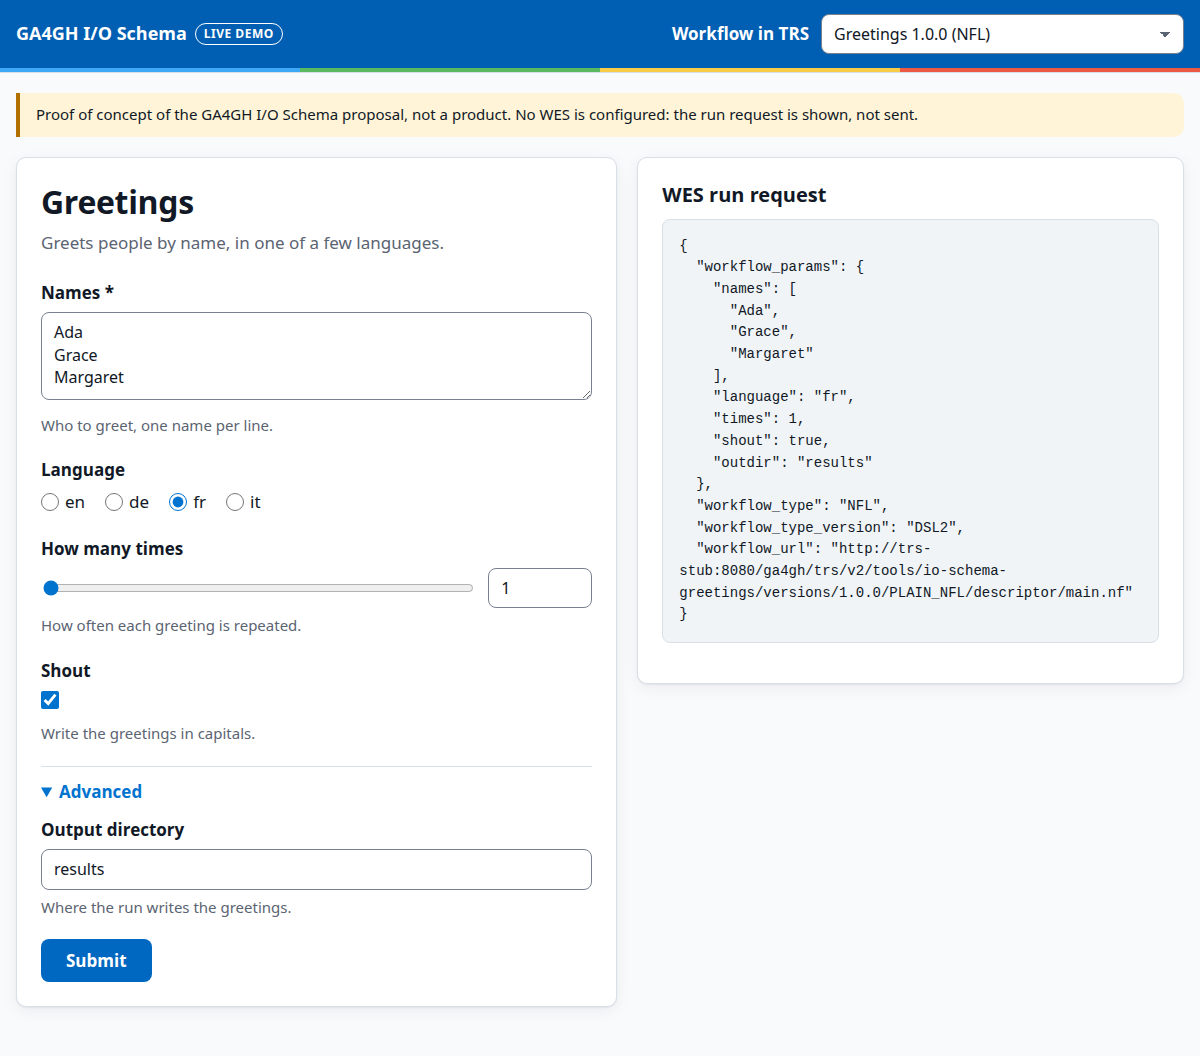 GA4GH I/O Schema LIVE DEMO
Workflow in TRS Greetings 1.0.0 (NFL)
Proof of concept of the GA4GH I/O Schema proposal, not a product. No WES is configured: the run request is shown, not sent.
Greetings
Greets people by name, in one of a few languages.
Names *
Ada
Grace
Margaret
Who to greet, one name per line.
Language
en de fr it
How many times
1
How often each greeting is repeated.
Shout
Write the greetings in capitals.
Advanced
Output directory
results
Where the run writes the greetings.
Submit
WES run request
{
  "workflow_params": {
    "names": [
      "Ada",
      "Grace",
      "Margaret"
    ],
    "language": "fr",
    "times": 1,
    "shout": true,
    "outdir": "results"
  },
  "workflow_type": "NFL",
  "workflow_type_version": "DSL2",
  "workflow_url": "http://trs-
stub:8080/ga4gh/trs/v2/tools/io-schema-
greetings/versions/1.0.0/PLAIN_NFL/descriptor/main.nf"
}